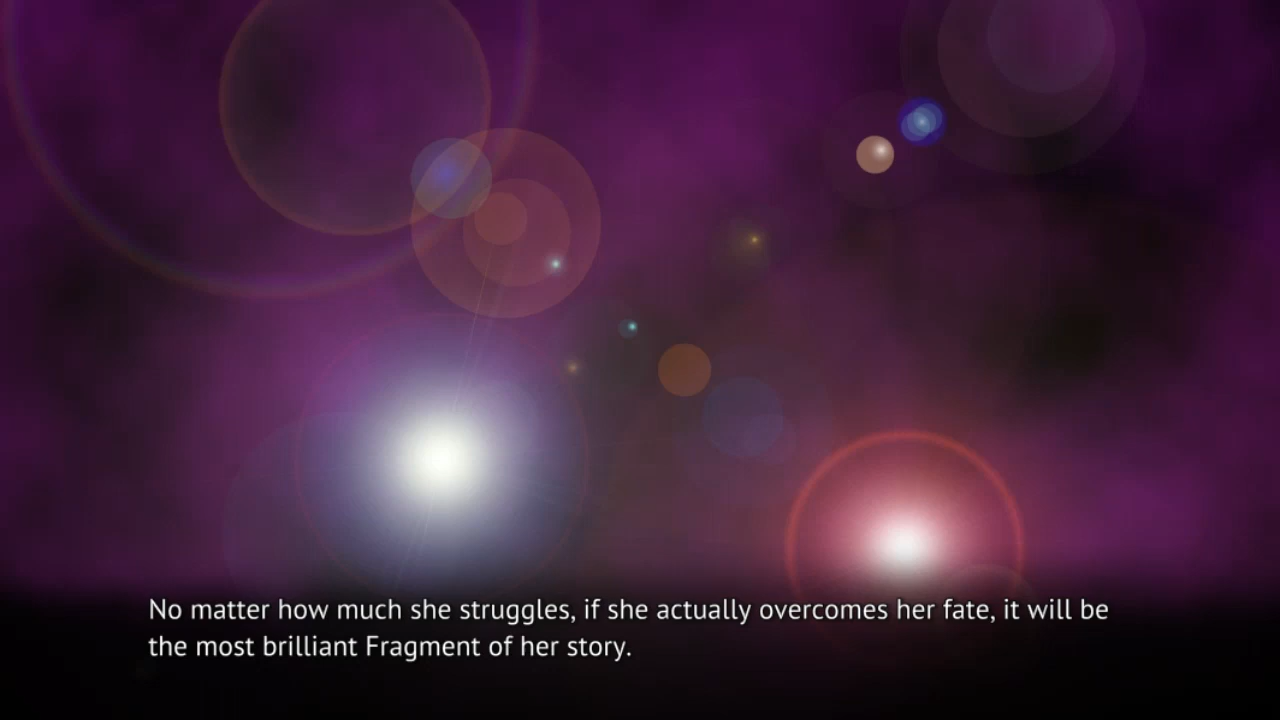 No matter how much she struggles, if she actually overcomes her fate, it will be
the most brilliant Fragment of her story.